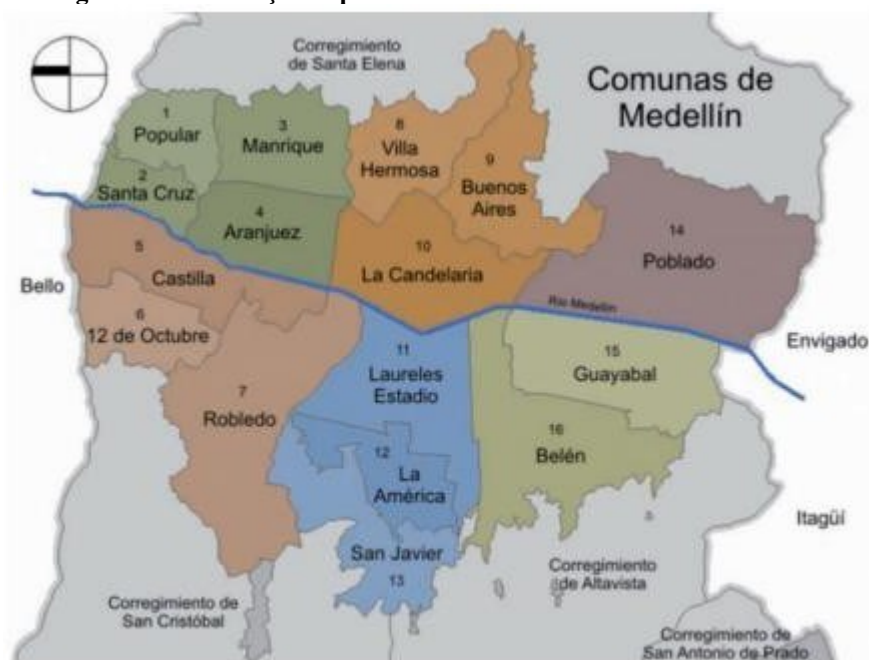 Corregimiento
de Santa Elena
Comunas de
Medellín
1
Popular
3
Manrique
8
Villa
Hermosa
9
Buenos
Aires
2
Santa Cruz
4
Aranjuez
10
La Candelaria
14
Poblado
5
Castilla
Bello
6
12 de Octubre
Río Medellín
Envigado
11
Laureles
Estadio
15
Guayabal
7
Robledo
16
Belén
12
La
América
Itagüí
San Javier
13
Corregimiento
de Altavista
Corregimiento de
San Cristóbal
Corregimiento de
San Antonio de Prado